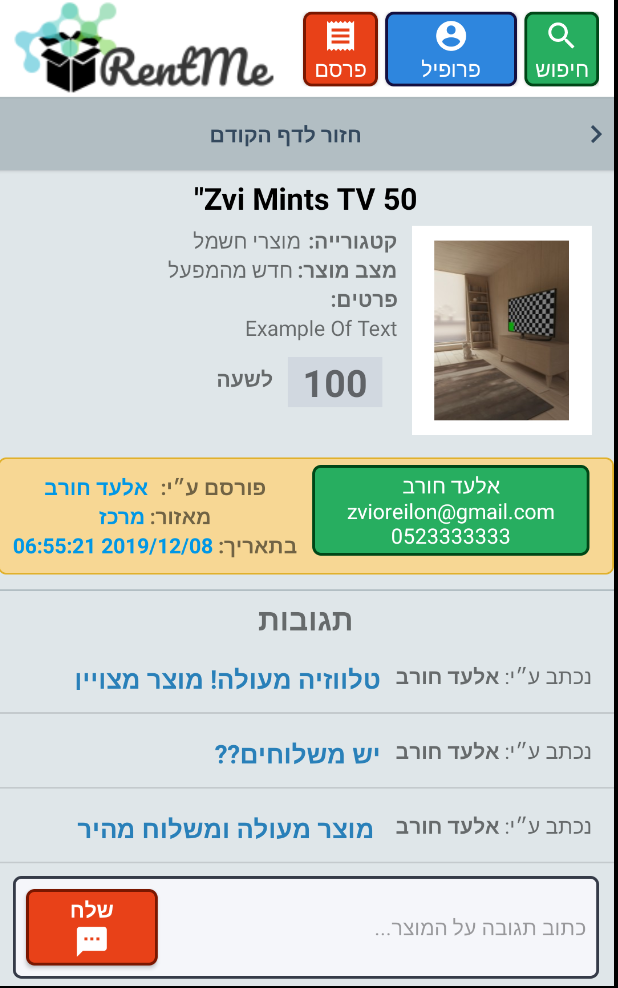 RentMe
חיפוש
פרופיל
פרסם
חזור לדף הקודם
Zvi Mints TV 50"
קטגורייה: מוצרי חשמל
מצב מוצר: חדש מהמפעל
פרטים:
Example Of Text
100 לשעה
אלעד חורב
zvioreilon@gmail.com
0523333333
פורסם ע״י: אלעד חורב
מאזור: מרכז
בתאריך: 2019/12/08 06:55:21
תגובות
נכתב ע״י: אלעד חורב טלווזיה מעולה! מוצר מצויין
נכתב ע״י: אלעד חורב יש משלוחים??
נכתב ע״י: אלעד חורב מוצר מעולה ומשלוח מהיר
כתוב תגובה על המוצר...
שלח